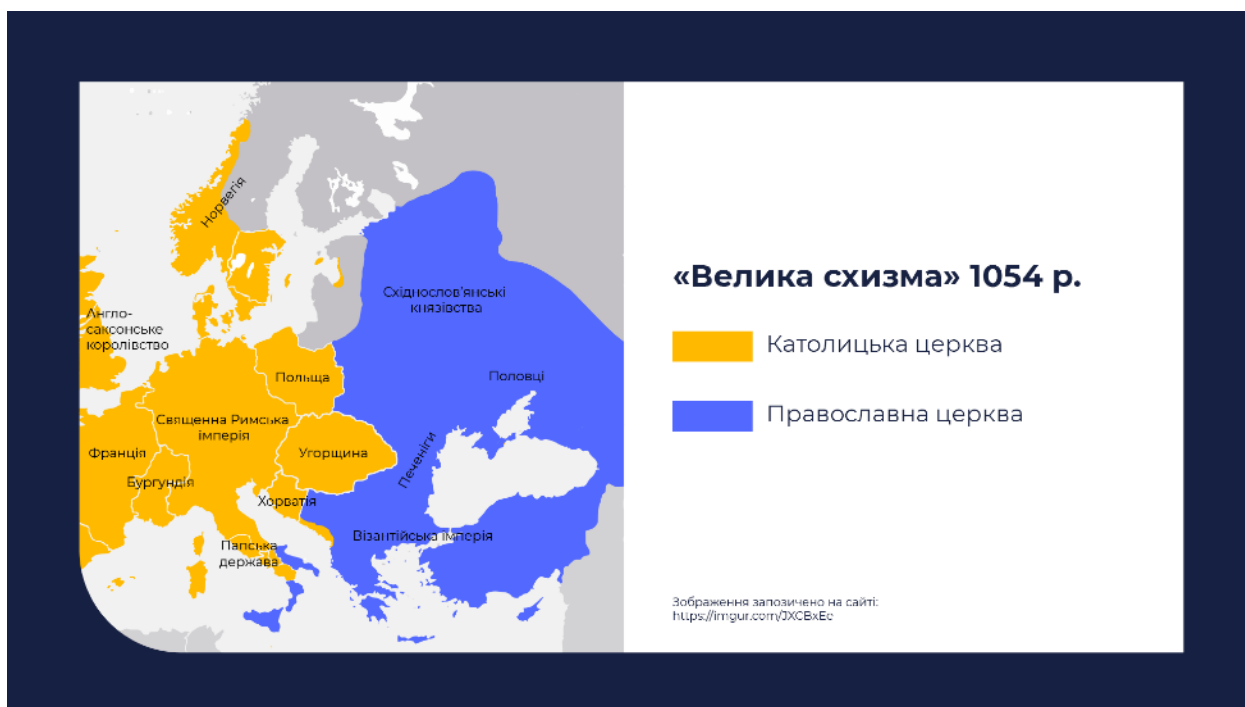 Норвегія
Англо-
саксонське
королівство
Східнослов'янські
князівства
Польща
Половці
Священна Римська
імперія
Франція
Угорщина
Бургундія
Печеніги
Хорватія
Візантійська імперія
Папська
держава
«Велика схизма» 1054 р.
Католицька церква
Православна церква
Зображення запозичено на сайті:
https://imgur.com/JXCBxEc